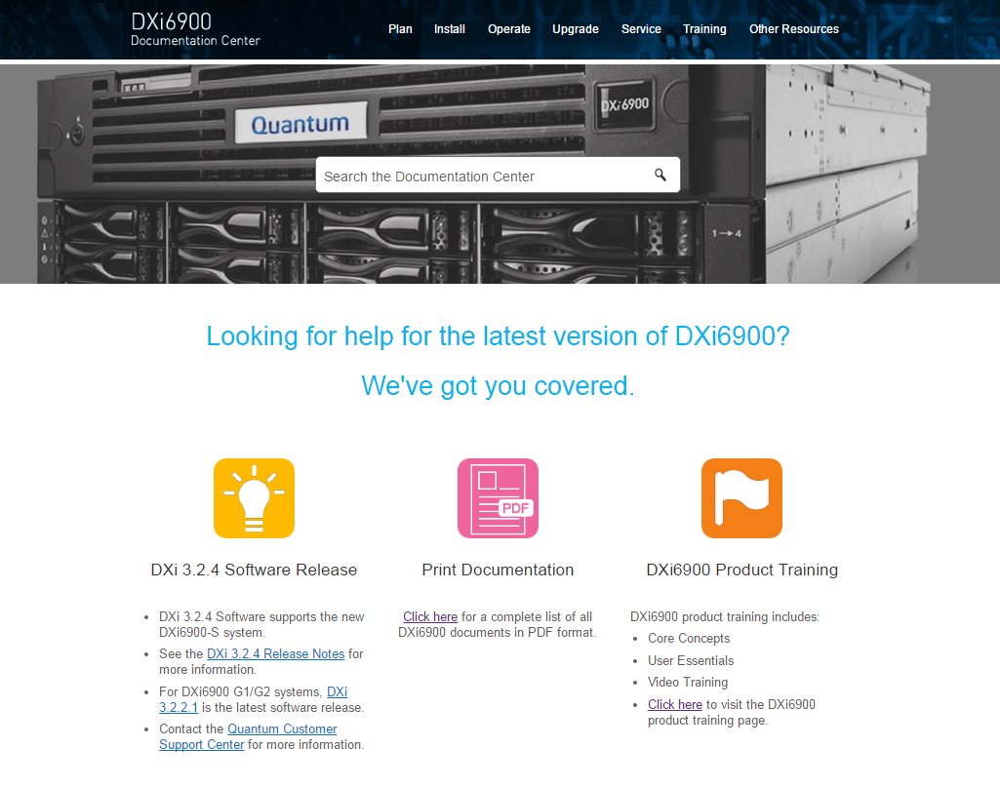 DXi6900
Documentation Center
Plan Install Operate Upgrade Service Training Other Resources
Quantum
DXi6900
Search the Documentation Center
1→4
Looking for help for the latest version of DXi6900?
We've got you covered.
PDF
DXi 3.2.4 Software Release
• DXi 3.2.4 Software supports the new
DXi6900-S system.
• See the DXi 3.2.4 Release Notes for
more information.
• For DXi6900 G1/G2 systems, DXi
3.2.2.1 is the latest software release.
• Contact the Quantum Customer
Support Center for more information.
Print Documentation
Click here for a complete list of all
DXi6900 documents in PDF format.
DXi6900 Product Training
DXi6900 product training includes:
• Core Concepts
• User Essentials
• Video Training
• Click here to visit the DXi6900
product training page.